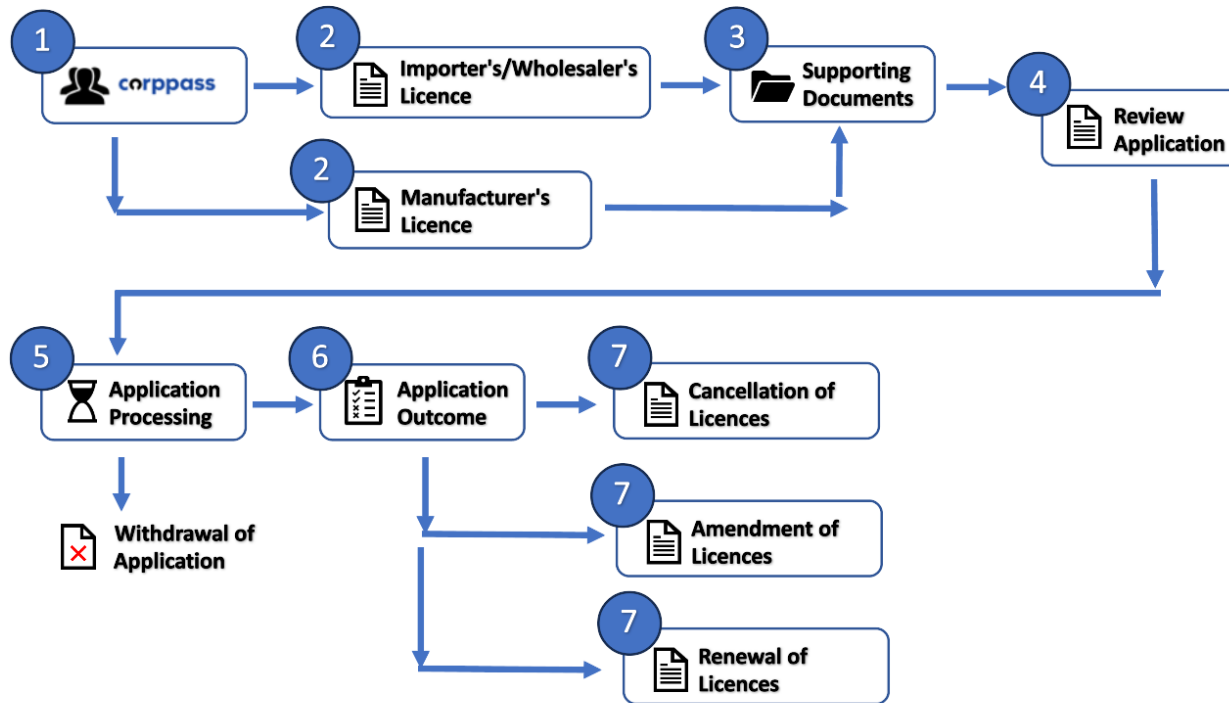 1
corppass
2
Importer's/Wholesaler's
Licence
2
Manufacturer's
Licence
3
Supporting
Documents
4
Review
Application
5
Application
Processing
Withdrawal of
Application
6
Application
Outcome
7
Cancellation of
Licences
7
Amendment of
Licences
7
Renewal of
Licences